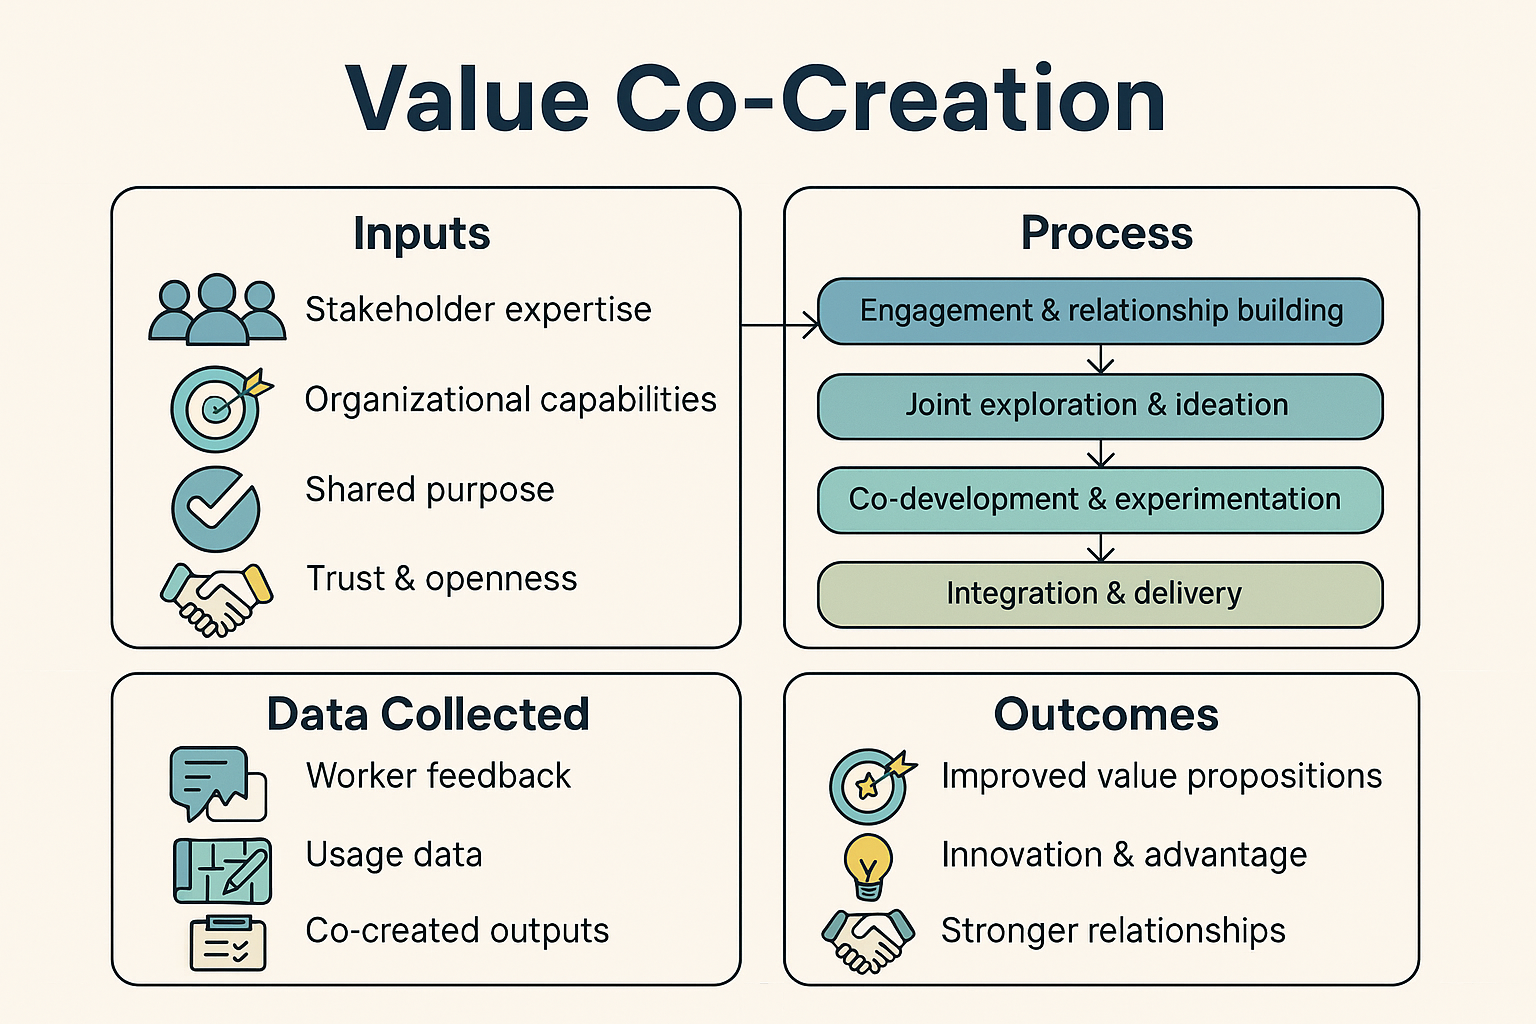 Value Co-Creation
Inputs
Stakeholder expertise
Organizational capabilities
Shared purpose
Trust & openness
Process
Engagement & relationship building
Joint exploration & ideation
Co-development & experimentation
Integration & delivery
Data Collected
Worker feedback
Usage data
Co-created outputs
Outcomes
Improved value propositions
Innovation & advantage
Stronger relationships